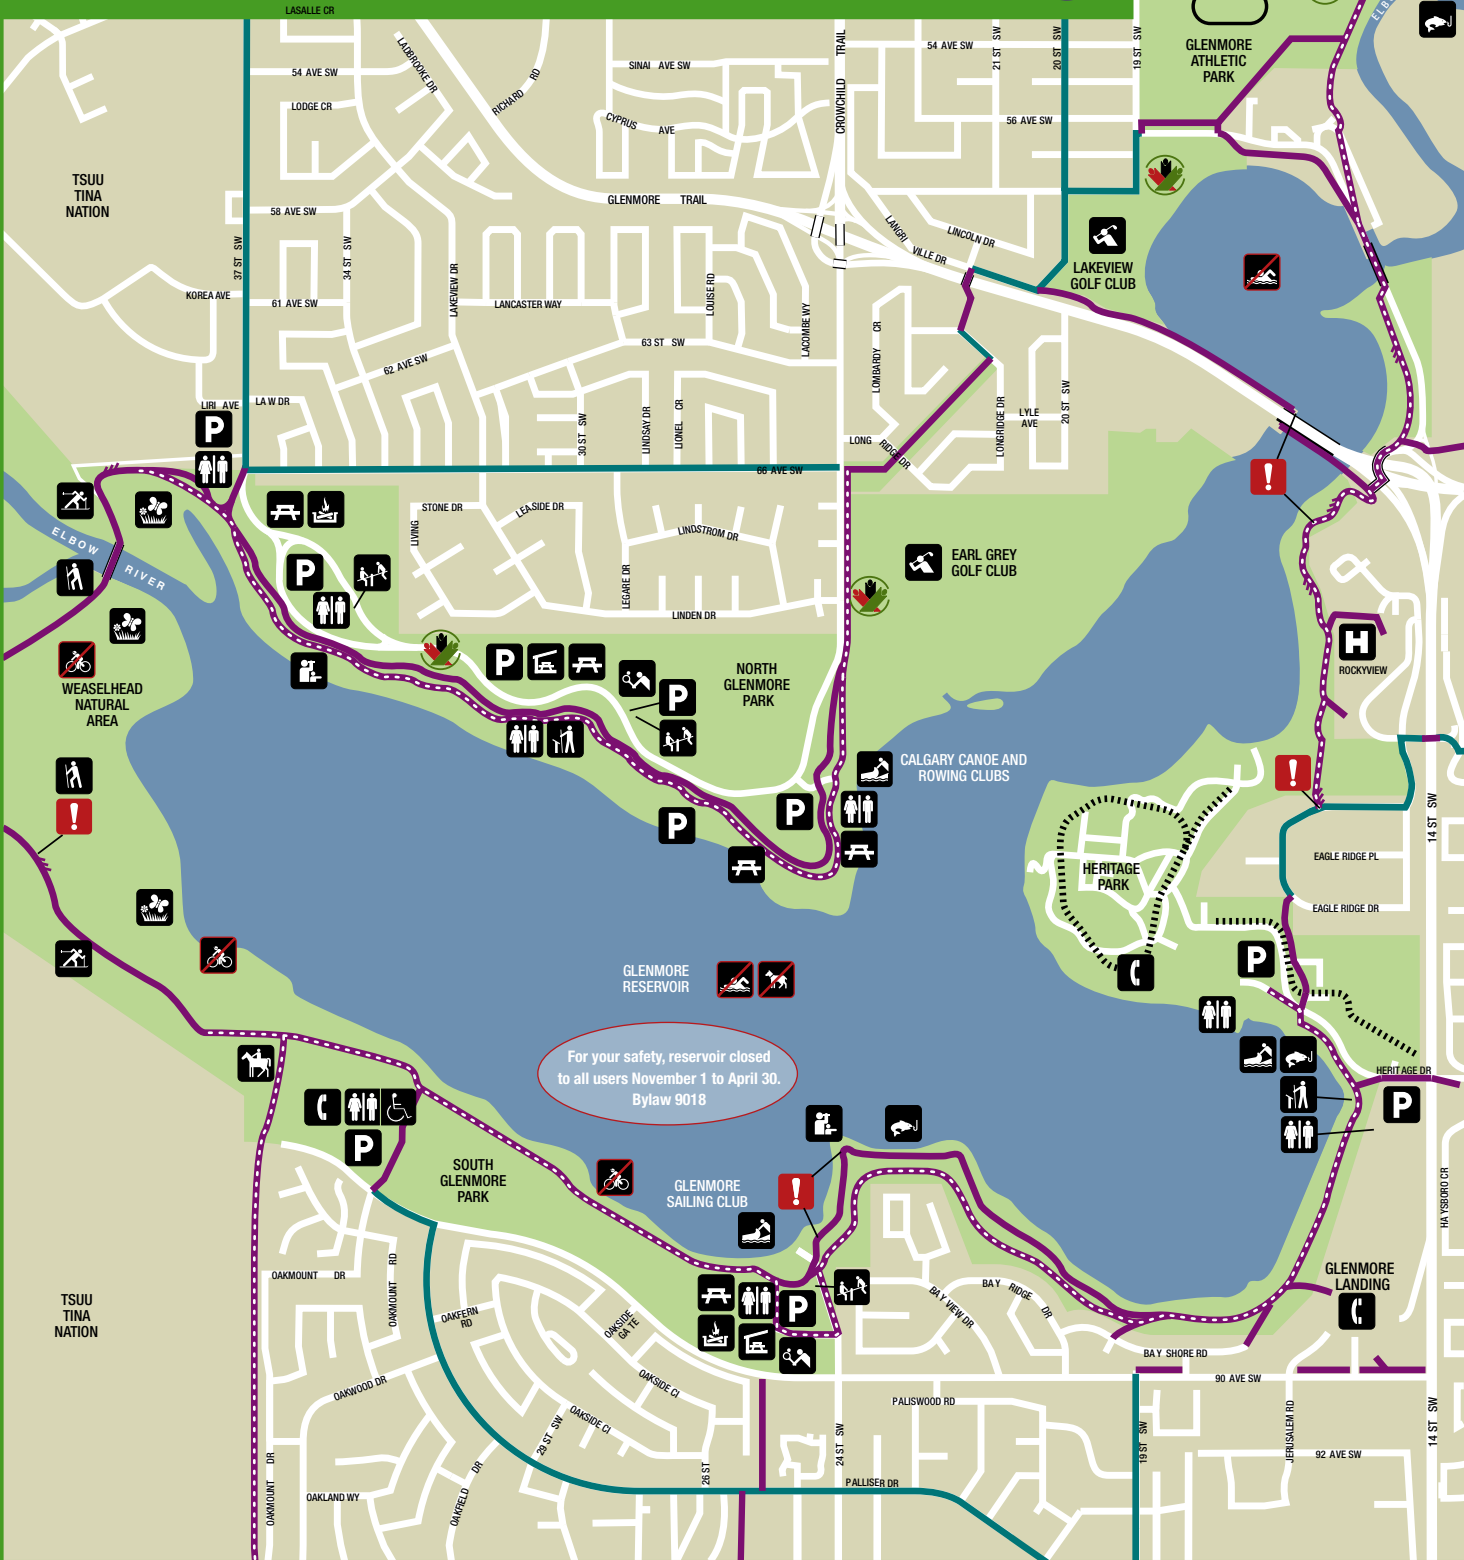 LASALLE CR
ELBO
GLENMORE
ATHLETIC
PARK
LADBROOKE DR
54 AVE SW
LODGE CR
RICHARD RD
SINAI AVE SW
CYPRUS AVE
CROWCHILD TRAIL
54 AVE SW
21 ST SW
20 ST SW
19 ST SW
56 AVE SW
TSUU
TINA
NATION
58 AVE SW
37 ST SW
34 ST SW
GLENMORE TRAIL
LANGRI VILLE DR
LINCOLN DR
LAKEVIEW
GOLF CLUB
KOREA AVE
61 AVE SW
LAKEVIEW DR
LANCASTER WAY
LOUISE RD
LACOMBE WY
62 AVE SW
63 ST SW
LOMBARDY CR
LIRI AVE
LA W DR
30 ST SW
LINDSAY DR
LIONEL CR
LONG RIDGE DR
LONGRIDGE DR
LYLE
AVE
20 ST SW
P
66 AVE SW
!
STONE DR
LIVING
LEASIDE DR
LINDSTROM DR
LEGARE DR
LINDEN DR
ELBOW RIVER
P
EARL GREY
GOLF CLUB
H
ROCKYVIEW
WEASELHEAD
NATURAL
AREA
P
P
NORTH
GLENMORE
PARK
CALGARY CANOE AND
ROWING CLUBS
!
!
P
P
14 ST SW
HERITAGE
PARK
EAGLE RIDGE PL
EAGLE RIDGE DR
P
GLENMORE
RESERVOIR
For your safety, reservoir closed
to all users November 1 to April 30.
Bylaw 9018
HERITAGE DR
P
P
SOUTH
GLENMORE
PARK
GLENMORE
SAILING CLUB
!
HAYSBORO CR
GLENMORE
LANDING
TSUU
TINA
NATION
OAKMOUNT DR
OAKMOUNT RD
OAKFERN
RD
OAKSIDE
GA TE
P
BAY VIEW DR
BAY RIDGE DR
BAY SHORE RD
90 AVE SW
OAKWOOD DR
OAKSIDE CI
OAKSIDE CI
29 ST SW
26 ST
24 ST SW
PALISWOOD RD
PALLISER DR
19 ST SW
JERUSALEM RD
92 AVE SW
14 ST SW
OAKMOUNT DR
OAKLAND WY
OAKFIELD DR